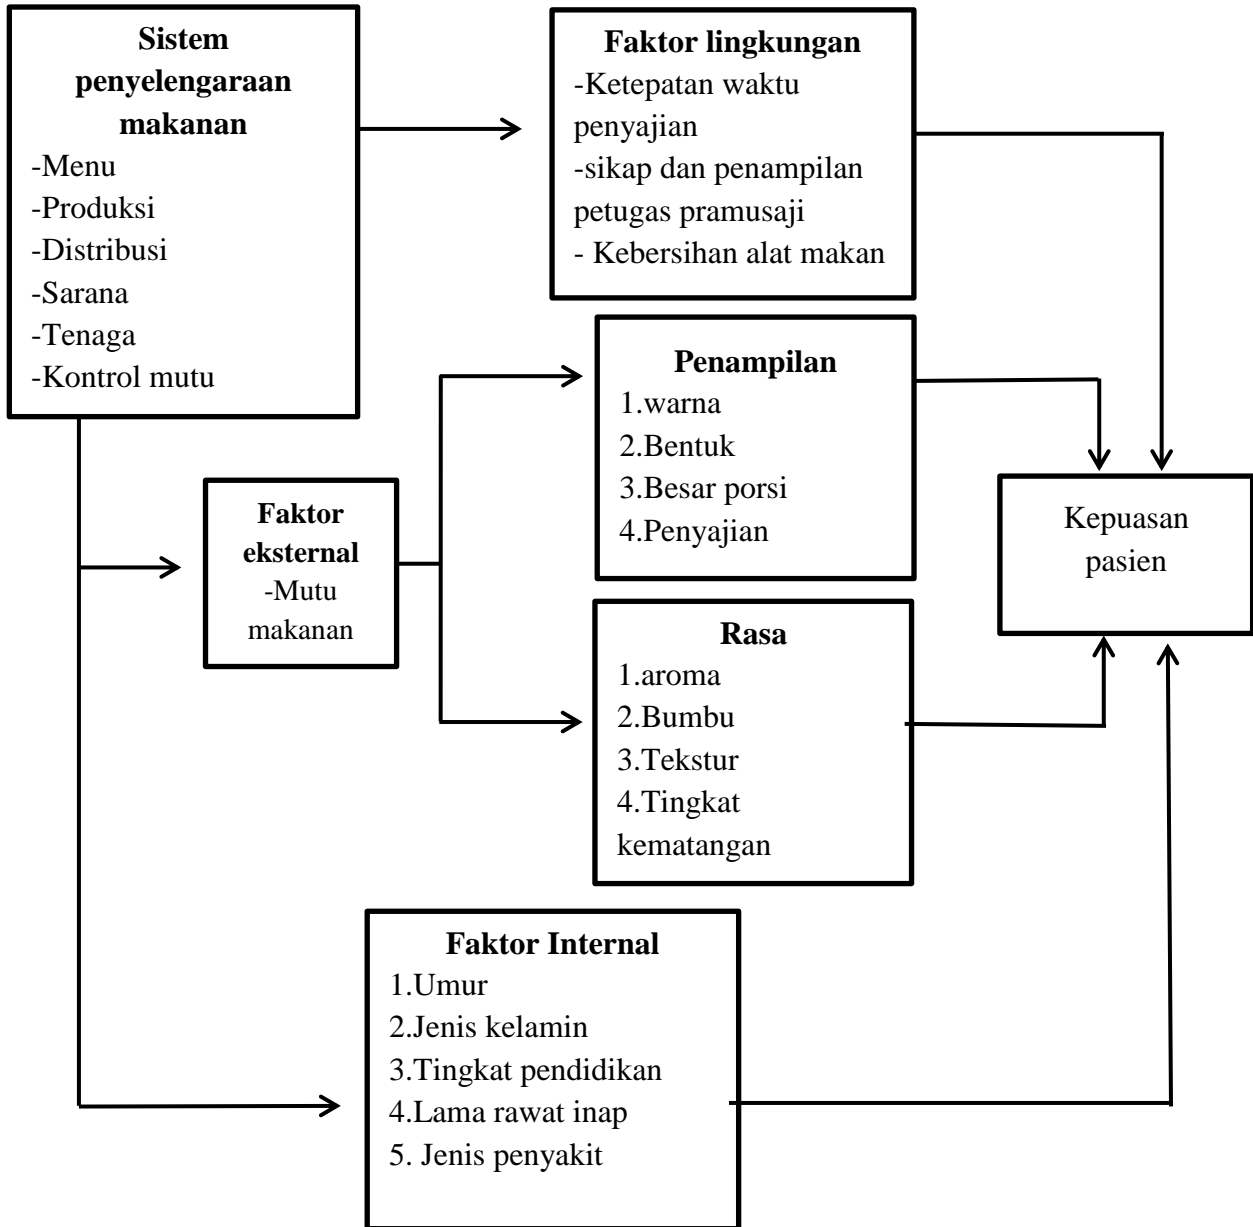 Sistem
penyelengaraan
makanan
-Menu
-Produksi
-Distribusi
-Sarana
-Tenaga
-Kontrol mutu
Faktor lingkungan
-Ketepatan waktu
penyajian
-sikap dan penampilan
petugas pramusaji
- Kebersihan alat makan
Penampilan
1.warna
2.Bentuk
3.Besar porsi
4.Penyajian
Faktor
eksternal
-Mutu
makanan
Kepuasan
pasien
Rasa
1.aroma
2.Bumbu
3.Tekstur
4.Tingkat
kematangan
Faktor Internal
1.Umur
2.Jenis kelamin
3.Tingkat pendidikan
4.Lama rawat inap
5. Jenis penyakit